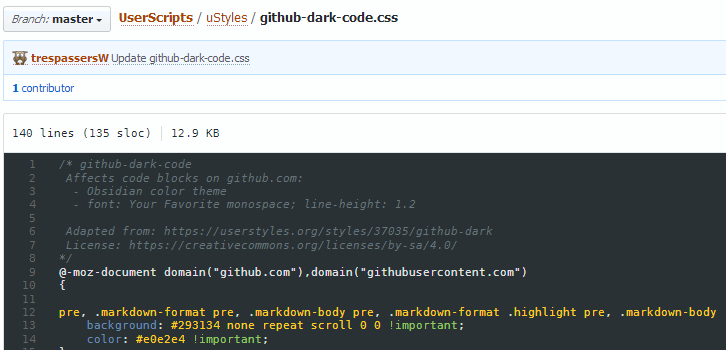 Branch: master UserScripts / uStyles / github-dark-code.css
trespassersW Update github-dark-code.css
1 contributor
140 lines (135 sloc) 12.9 KB
1 /* github-dark-code
2 Affects code blocks on github.com:
3 - Obsidian color theme
4 - font: Your Favorite monospace; line-height: 1.2
5
6 Adapted from: https://userstyles.org/styles/37035/github-dark
7 License: https://creativecommons.org/licenses/by-sa/4.0/
8 */
9 @-moz-document domain("github.com"),domain("githubusercontent.com")
10 {
11
12 pre, .markdown-format pre, .markdown-body pre, .markdown-format .highlight pre, .markdown-body
13 background: #293134 none repeat scroll 0 0 !important;
14 color: #e0e2e4 !important;